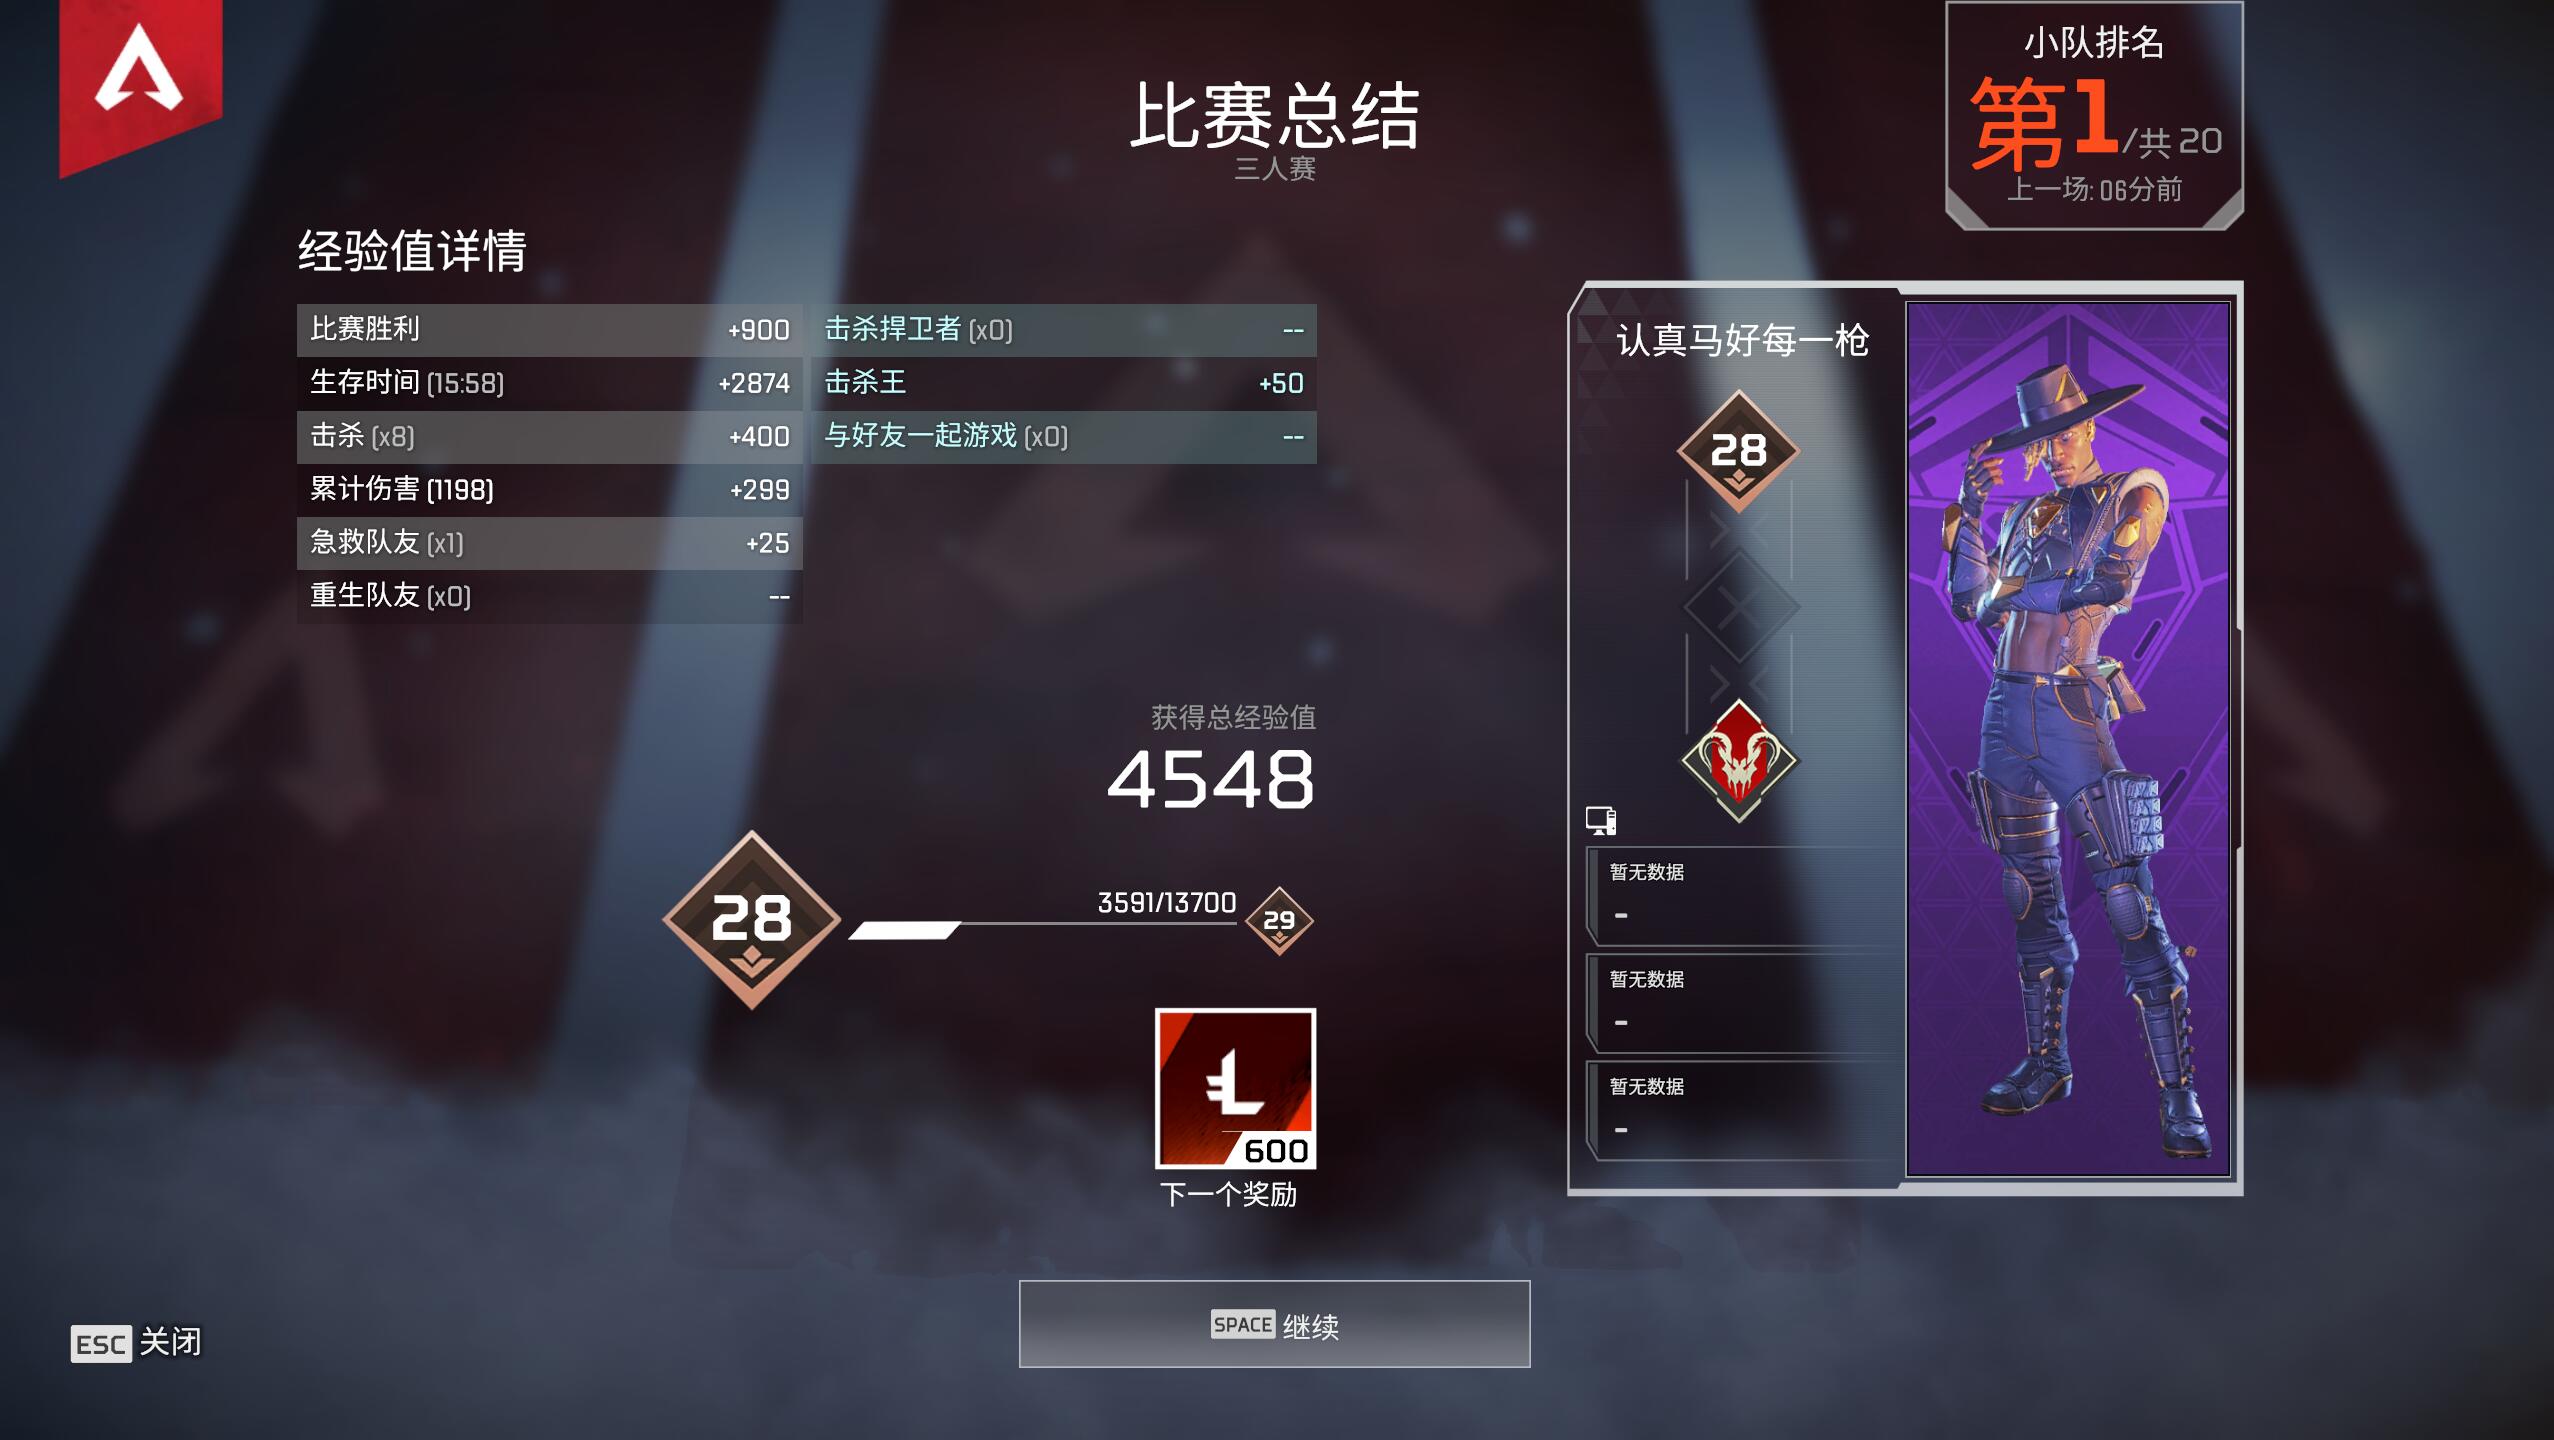 小队排名
第1/共20
上一场: 06分前
比赛总结
三人赛
经验值详情
比赛胜利 +900
生存时间 (15:58) +2874
击杀 (x8) +400
累计伤害 (1198) +299
急救队友 (x1) +25
重生队友 (x0) --
击杀捍卫者 (x0) --
击杀王 +50
与好友一起游戏 (x0) --
获得总经验值
4548
28
3591/13700
29
600
下一个奖励
认真马好每一枪
28
暂无数据
-
暂无数据
-
暂无数据
-
SPACE 继续
ESC 关闭